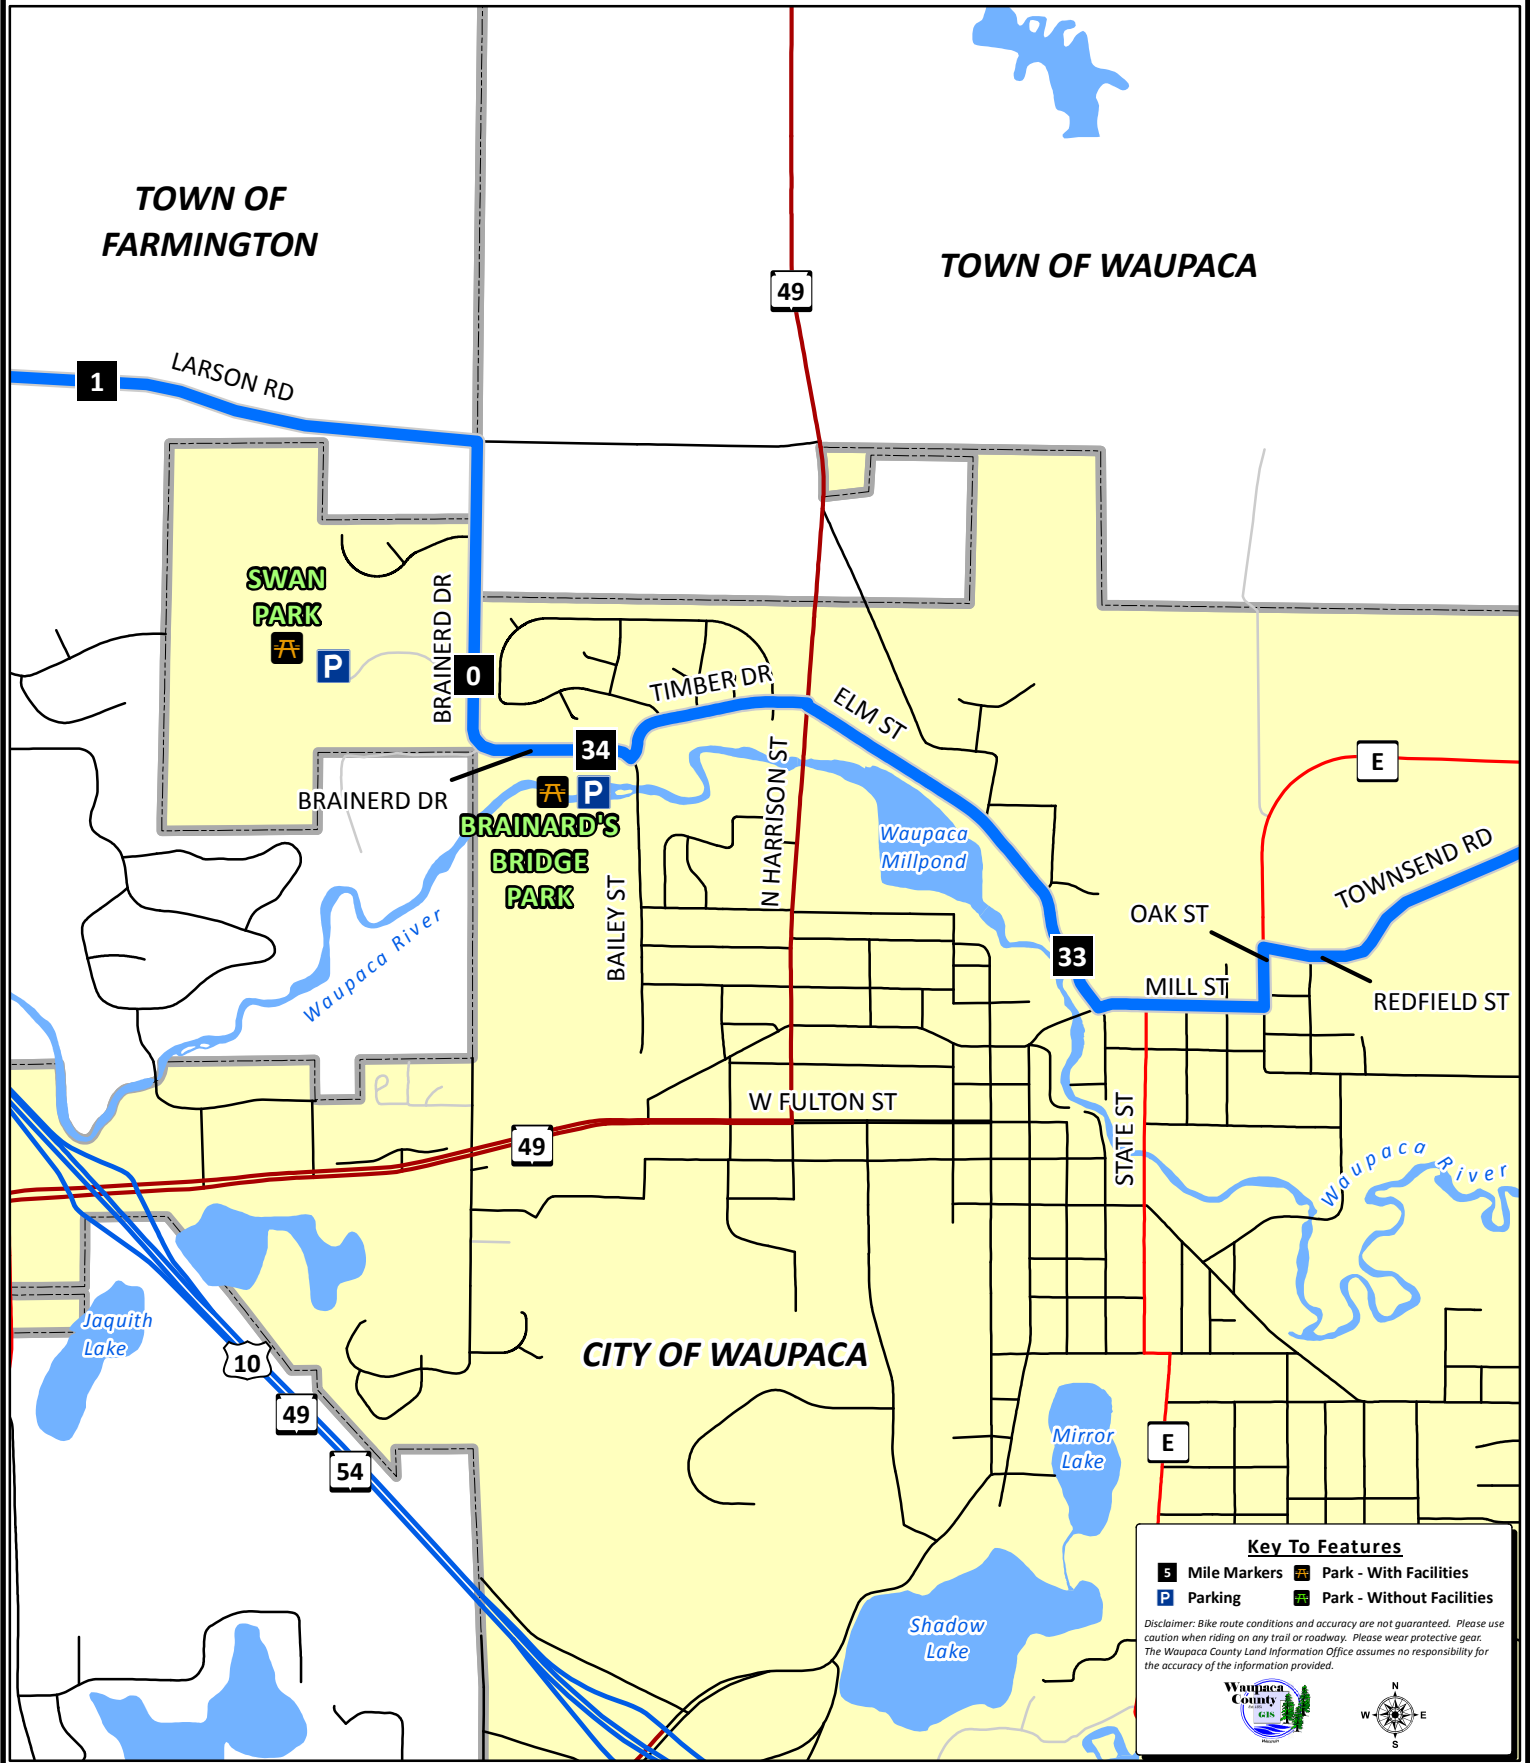 TOWN OF
FARMINGTON
TOWN OF WAUPACA
49
1
LARSON RD
SWAN
PARK
P
BRAINERD DR
0
TIMBER DR
ELM ST
34
P
BRAINERD DR
BRAINARD'S
BRIDGE
PARK
N HARRISON ST
E
Waupaca
Millpond
TOWNSEND RD
BAILEY ST
OAK ST
33
Waupaca River
MILL ST
REDFIELD ST
W FULTON ST
49
STATE ST
Waupaca River
Jaquith
Lake
10
CITY OF WAUPACA
49
54
Mirror
Lake
E
Shadow
Lake
Key To Features
5 Mile Markers Park - With Facilities
P Parking Park - Without Facilities
Disclaimer: Bike route conditions and accuracy are not guaranteed. Please use
caution when riding on any trail or roadway. Please wear protective gear.
The Waupaca County Land Information Office assumes no responsibility for
the accuracy of the information provided.
Waupaca
County
GIS
N
W E
S